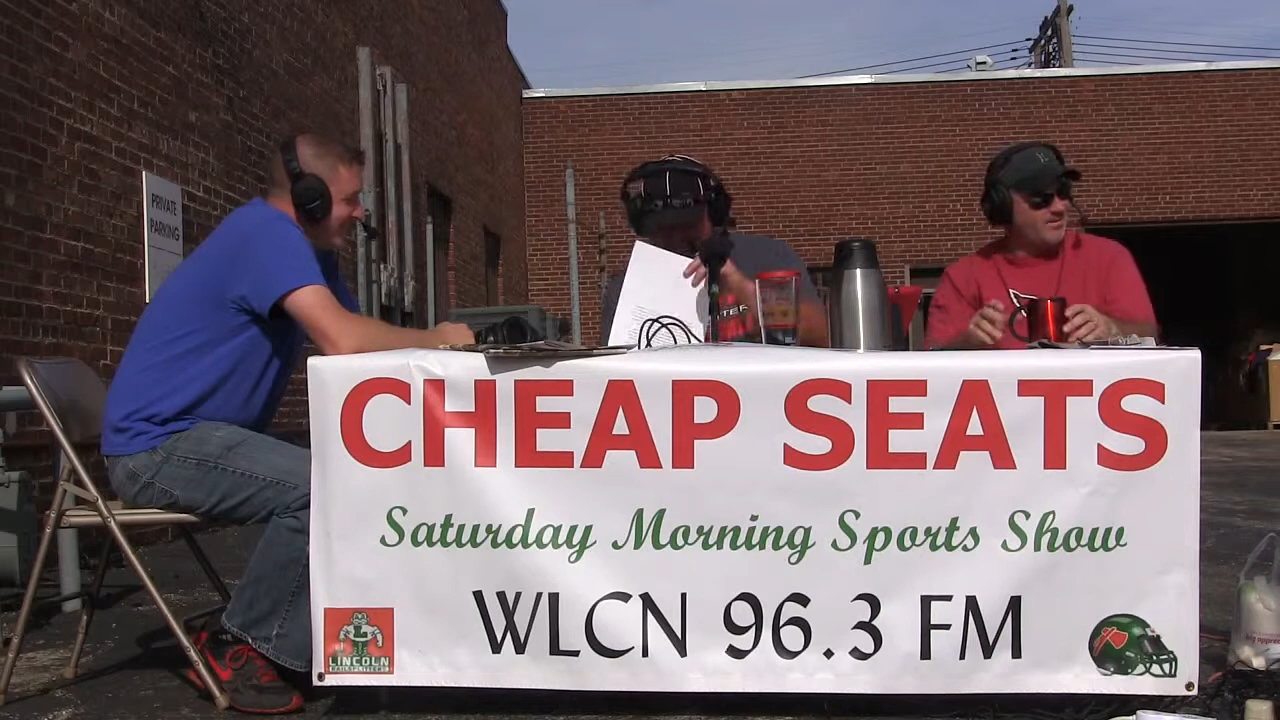 PRIVATE
PARKING
CHEAP SEATS
Saturday Morning Sports Show
WLCN 96.3 FM
LINCOLN
RAILSPLITTERS